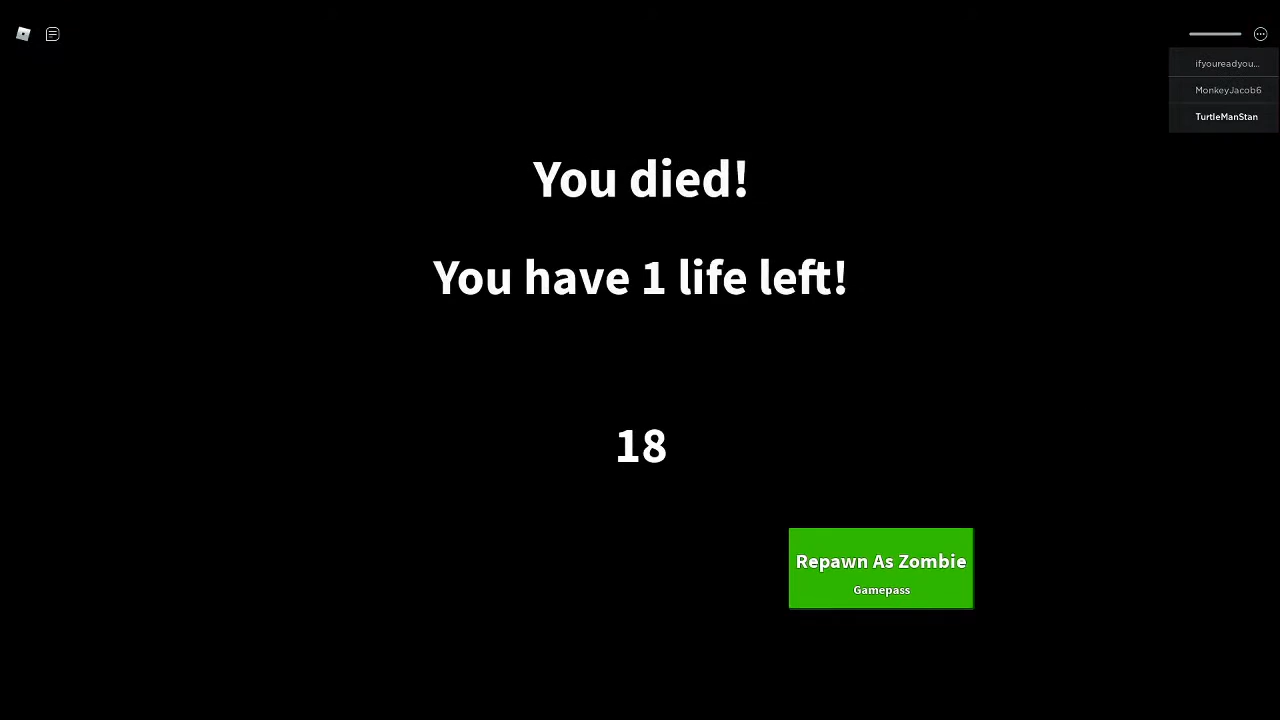 ifyoureadyou...
MonkeyJacob6
TurtleManStan
You died!
You have 1 life left!
18
Repawn As Zombie
Gamepass